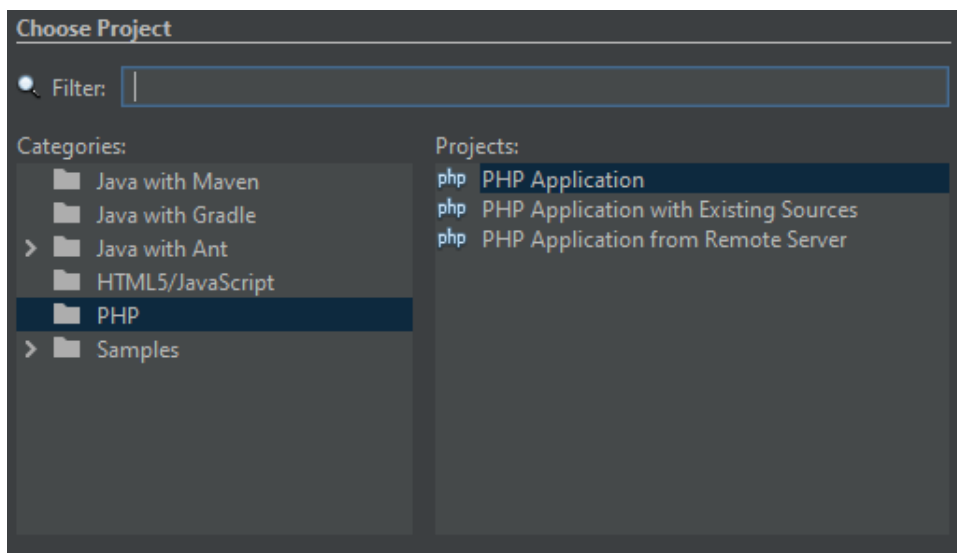 Choose Project
Filter:
Categories:
Java with Maven
Java with Gradle
Java with Ant
HTML5/JavaScript
PHP
Samples
Projects:
php PHP Application
php PHP Application with Existing Sources
php PHP Application from Remote Server